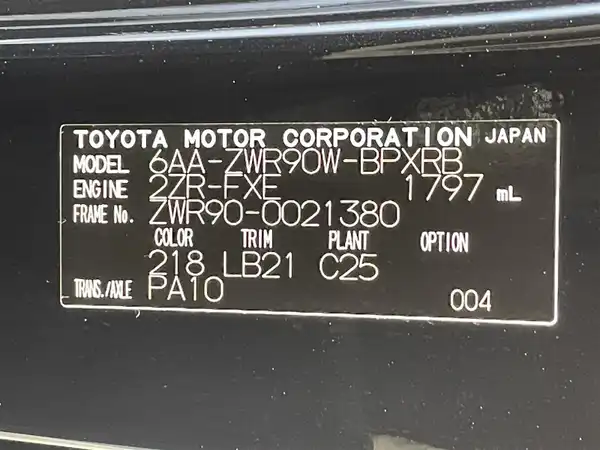 TOYOTA MOTOR CORPORATION JAPAN
MODEL 6AA-ZWR90W-BPXRB
ENGINE 2ZR-FXE 1797 mL
FRAME No. ZWR90-0021380
COLOR TRIM PLANT OPTION
218 LB21 C25
TRANS./AXLE PA10 004